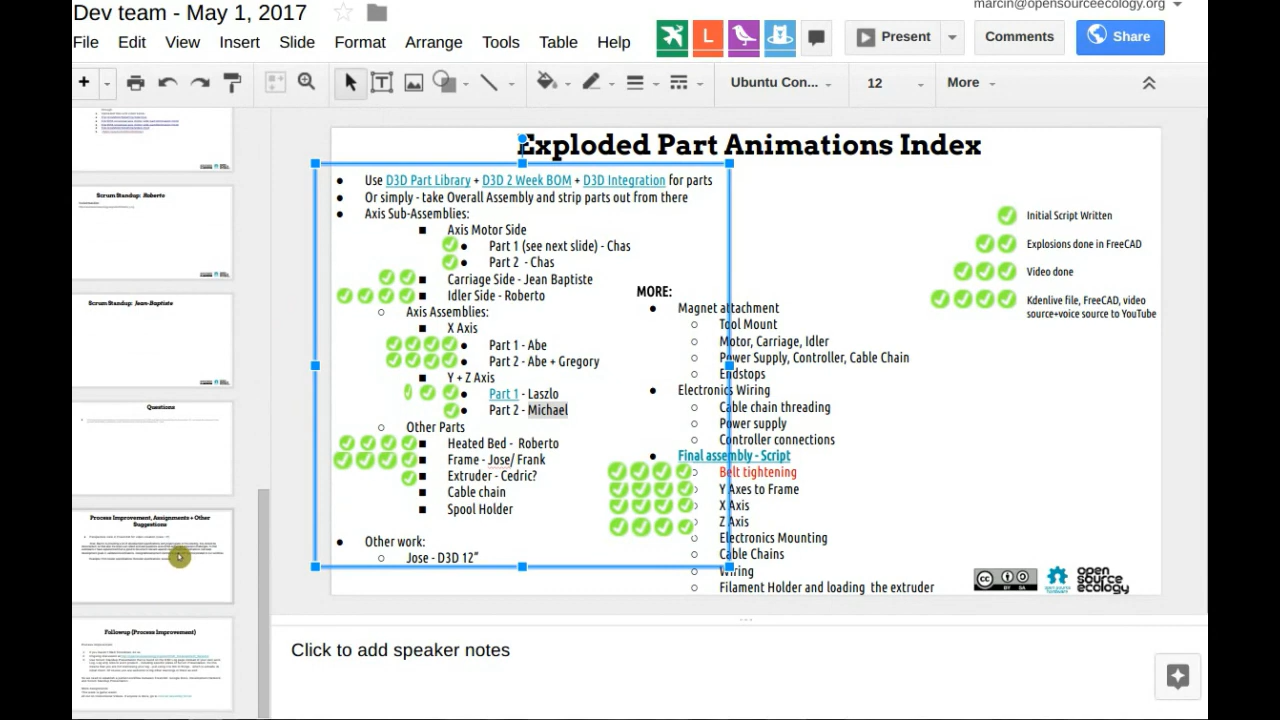 Dev team - May 1, 2017
marcin@opensourceecology.org
File Edit View Insert Slide Format Arrange Tools Table Help
L
Present
Comments
Share
Ubuntu Con...
12
More
Scrum Standup: Roberto
Scrum Standup: Jean-Baptiste
Questions
Process Improvement, Assignments + Other
Suggestions
Followup (Process Improvement)
Exploded Part Animations Index
Use D3D Part Library + D3D 2 Week BOM + D3D Integration for parts
Or simply - take Overall Assembly and strip parts out from there
Axis Sub-Assemblies:
Axis Motor Side
Part 1 (see next slide) - Chas
Part 2 - Chas
Carriage Side - Jean Baptiste
Idler Side - Roberto
Axis Assemblies:
X Axis
Part 1 - Abe
Part 2 - Abe + Gregory
Y + Z Axis
Part 1 - Laszlo
Part 2 - Michael
Other Parts
Heated Bed - Roberto
Frame - Jose/ Frank
Extruder - Cedric?
Cable chain
Spool Holder
Other work:
Jose - D3D 12"
MORE:
Magnet attachment
Tool Mount
Motor, Carriage, Idler
Power Supply, Controller, Cable Chain
Endstops
Electronics Wiring
Cable chain threading
Power supply
Controller connections
Final assembly - Script
Belt tightening
Y Axes to Frame
X Axis
Z Axis
Electronics Mounting
Cable Chains
Wiring
Filament Holder and loading the extruder
Initial Script Written
Explosions done in FreeCAD
Video done
Kdenlive file, FreeCAD, video
source+voice source to YouTube
cc
BY SA
open source
ecology
Click to add speaker notes